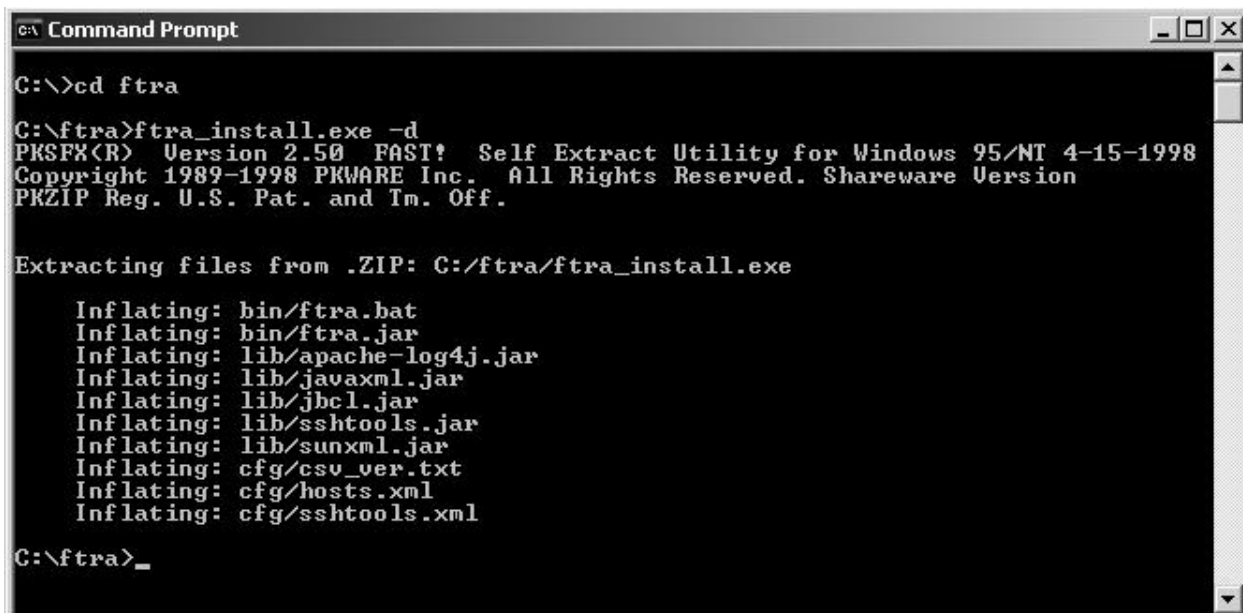 Command Prompt
C:\>cd ftra
C:\ftra>ftra_install.exe -d
PKSFX(R)  Version 2.50  FAST!  Self Extract Utility for Windows 95/NT 4-15-1998
Copyright 1989-1998 PKWARE Inc.  All Rights Reserved. Shareware Version
PKZIP Reg. U.S. Pat. and Tm. Off.
Extracting files from .ZIP: C:/ftra/ftra_install.exe
Inflating: bin/ftra.bat
Inflating: bin/ftra.jar
Inflating: lib/apache-log4j.jar
Inflating: lib/javaxml.jar
Inflating: lib/jbcl.jar
Inflating: lib/sshtools.jar
Inflating: lib/sunxml.jar
Inflating: cfg/csv_ver.txt
Inflating: cfg/hosts.xml
Inflating: cfg/sshtools.xml
C:\ftra>_